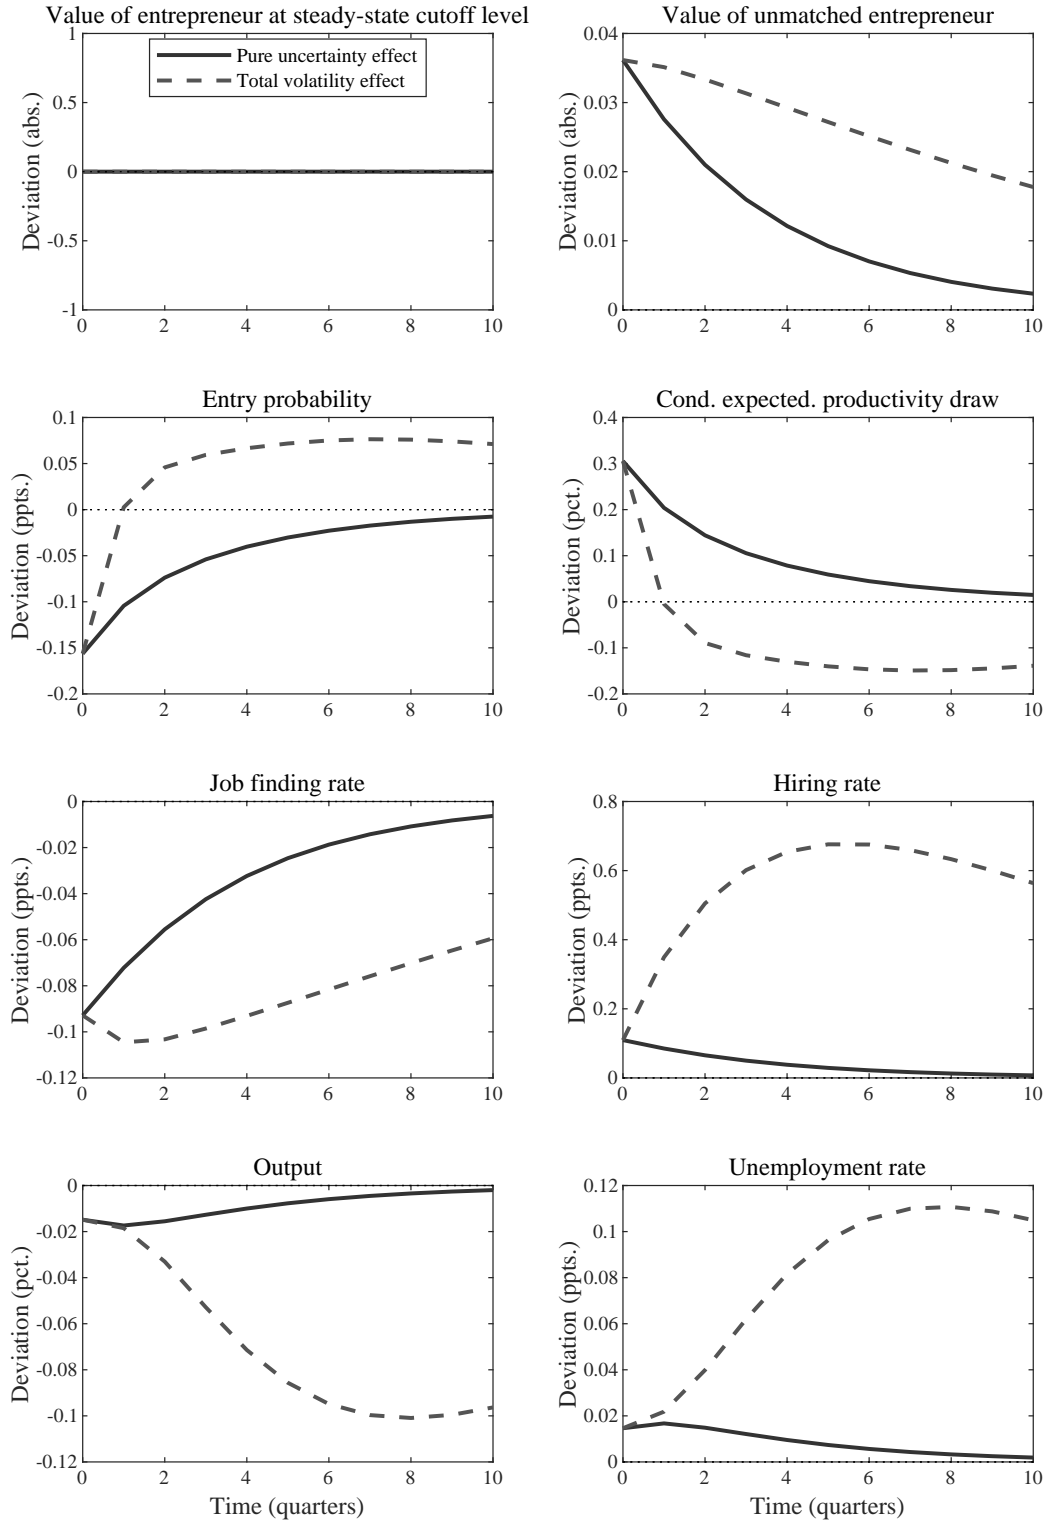 Value of entrepreneur at steady-state cutoff level
1
0.5
0
-0.5
-1
Deviation (abs.)
Pure uncertainty effect
Total volatility effect
0 2 4 6 8 10
Value of unmatched entrepreneur
0.04
0.03
0.02
0.01
0
Deviation (abs.)
0 2 4 6 8 10
Entry probability
0.1
0.05
0
-0.05
-0.1
-0.15
-0.2
Deviation (ppts.)
0 2 4 6 8 10
Cond. expected. productivity draw
0.4
0.3
0.2
0.1
0
-0.1
-0.2
Deviation (pct.)
0 2 4 6 8 10
Job finding rate
0
-0.02
-0.04
-0.06
-0.08
-0.1
-0.12
Deviation (ppts.)
0 2 4 6 8 10
Hiring rate
0.8
0.6
0.4
0.2
0
Deviation (ppts.)
0 2 4 6 8 10
Output
0
-0.02
-0.04
-0.06
-0.08
-0.1
-0.12
Deviation (pct.)
0 2 4 6 8 10
Time (quarters)
Unemployment rate
0.12
0.1
0.08
0.06
0.04
0.02
0
Deviation (ppts.)
0 2 4 6 8 10
Time (quarters)